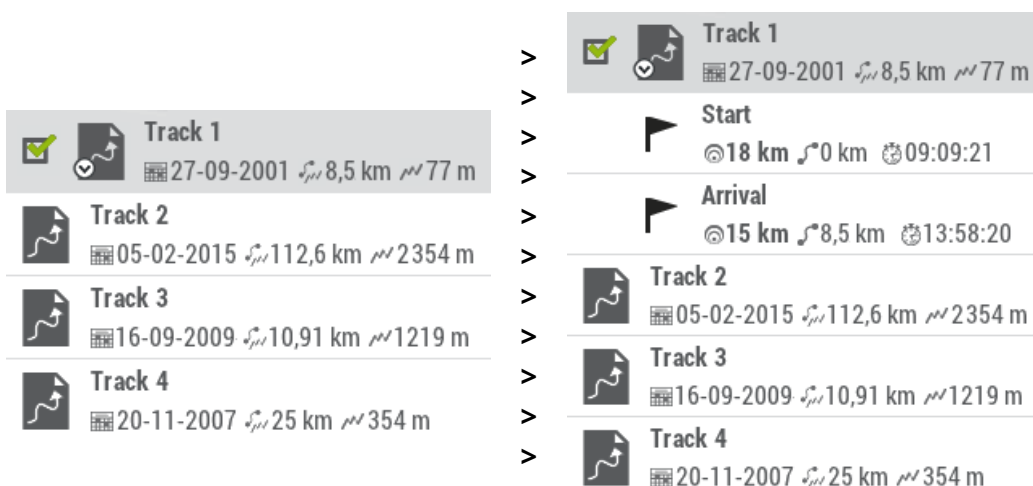 Track 1
27-09-2001 8,5 km 77 m
Track 2
05-02-2015 112,6 km 2354 m
Track 3
16-09-2009 10,91 km 1219 m
Track 4
20-11-2007 25 km 354 m
>
>
>
>
>
>
>
>
>
>
>
Track 1
27-09-2001 8,5 km 77 m
Start
18 km 0 km 09:09:21
Arrival
15 km 8,5 km 13:58:20
Track 2
05-02-2015 112,6 km 2354 m
Track 3
16-09-2009 10,91 km 1219 m
Track 4
20-11-2007 25 km 354 m